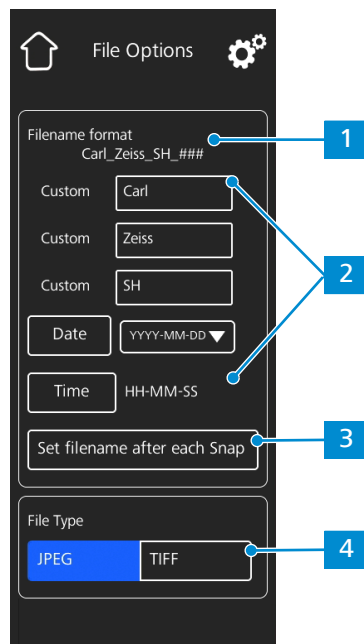 File Options
Filename format
Carl_Zeiss_SH_###
1
Custom Carl
Custom Zeiss
2
Custom SH
Date YYYY-MM-DD
Time HH-MM-SS
Set filename after each Snap
3
File Type
JPEG TIFF
4